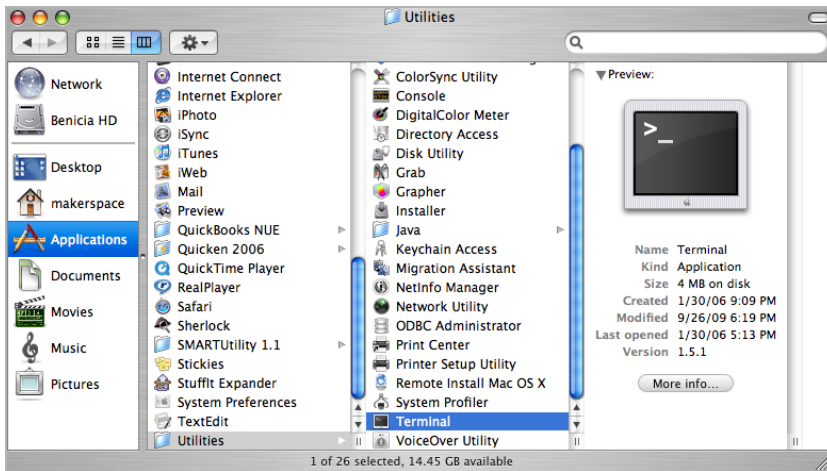 Utilities
Network
Benicia HD
Desktop
makerspace
Applications
Documents
Movies
Music
Pictures
Internet Connect
Internet Explorer
iPhoto
iSync
iTunes
iWeb
Mail
Preview
QuickBooks NUE
Quicken 2006
QuickTime Player
RealPlayer
Safari
Sherlock
SMARTUtility 1.1
Stickies
StuffIt Expander
System Preferences
TextEdit
Utilities
ColorSync Utility
Console
DigitalColor Meter
Directory Access
Disk Utility
Grab
Grapher
Installer
Java
Keychain Access
Migration Assistant
NetInfo Manager
Network Utility
ODBC Administrator
Print Center
Printer Setup Utility
Remote Install Mac OS X
System Profiler
Terminal
VoiceOver Utility
Preview:
>_
Name Terminal
Kind Application
Size 4 MB on disk
Created 1/30/06 9:09 PM
Modified 9/26/09 6:19 PM
Last opened 1/30/06 5:13 PM
Version 1.5.1
More info...
1 of 26 selected, 14.45 GB available